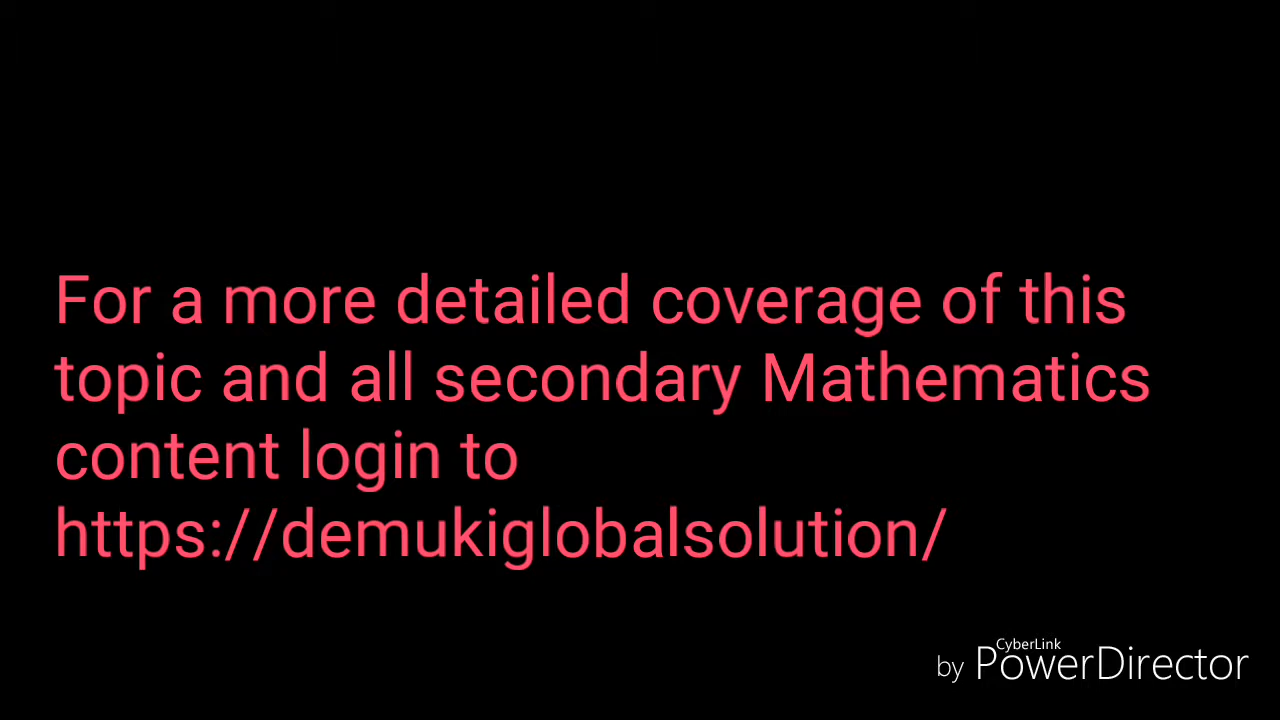 For a more detailed coverage of this
topic and all secondary Mathematics
content login to
https://demukiglobalsolution/
CyberLink
by PowerDirector